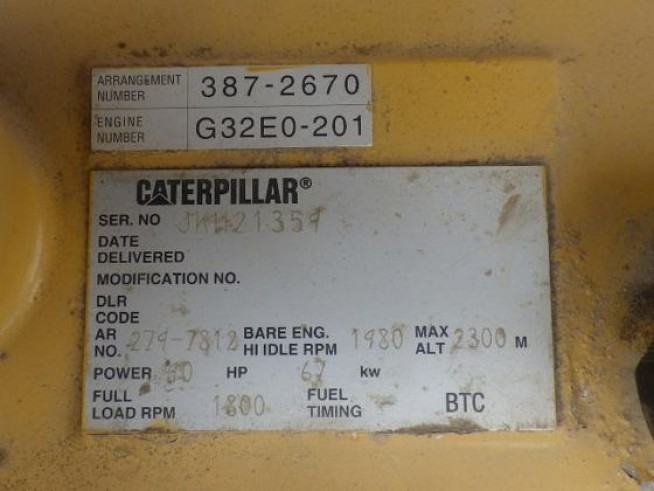 ARRANGEMENT NUMBER 387-2670
ENGINE NUMBER G32E0-201
CATERPILLAR®
SER. NO
DATE DELIVERED
MODIFICATION NO.
DLR CODE
AR NO. 279-7812 BARE ENG. HI IDLE RPM 1980 MAX ALT 2300 M
POWER HP 67 kw
FULL LOAD RPM 1800 FUEL TIMING BTC